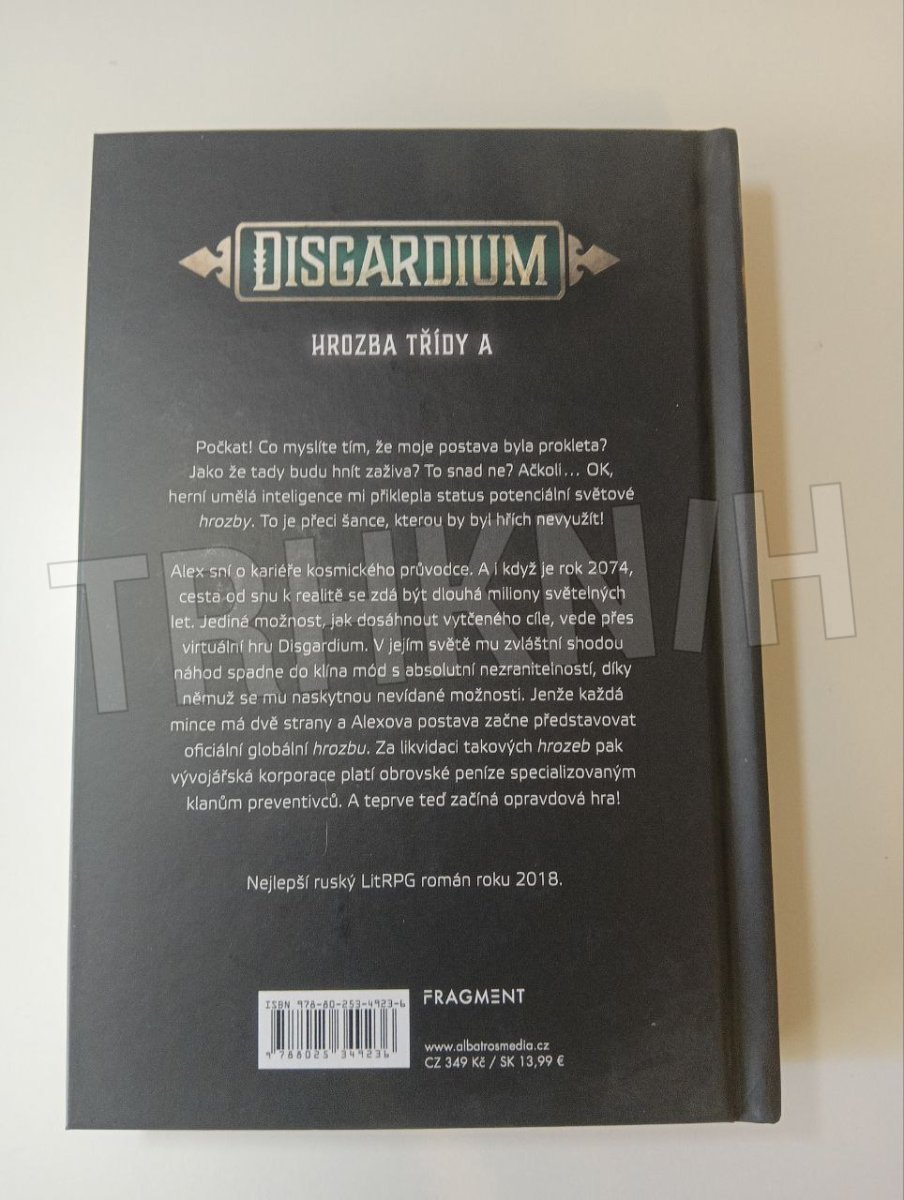 DISGARDIUM
HROZBA TŘÍDY A
Počkat! Co myslíte tím, že moje postava byla prokleta?
Jako že tady budu hnít zaživa? To snad ne? Ačkoli... OK,
herní umělá inteligence mi přiklepla status potenciální světové
hrozby. To je přeci šance, kterou by byl hřích nevyužít!
Alex sní o kariéře kosmického průvodce. A i když je rok 2074,
cesta od snu k realitě se zdá být dlouhá miliony světelných
let. Jediná možnost, jak dosáhnout vytčeného cíle, vede přes
virtuální hru Disgardium. V jejím světě mu zvláštní shodou
náhod spadne do klína mód s absolutní nezranitelností, díky
němuž se mu naskytnou nevídané možnosti. Jenže každá
mince má dvě strany a Alexova postava začne představovat
oficiální globální hrozbu. Za likvidaci takových hrozeb pak
vývojářská korporace platí obrovské peníze specializovaným
klanům preventivců. A teprve teď začíná opravdová hra!
TRHKNIH
Nejlepší ruský LitRPG román roku 2018.
ISBN 978-80-253-4923-6
9 788025 349236
FRAGMENT
www.albatrosmedia.cz
CZ 349 Kč / SK 13,99 €